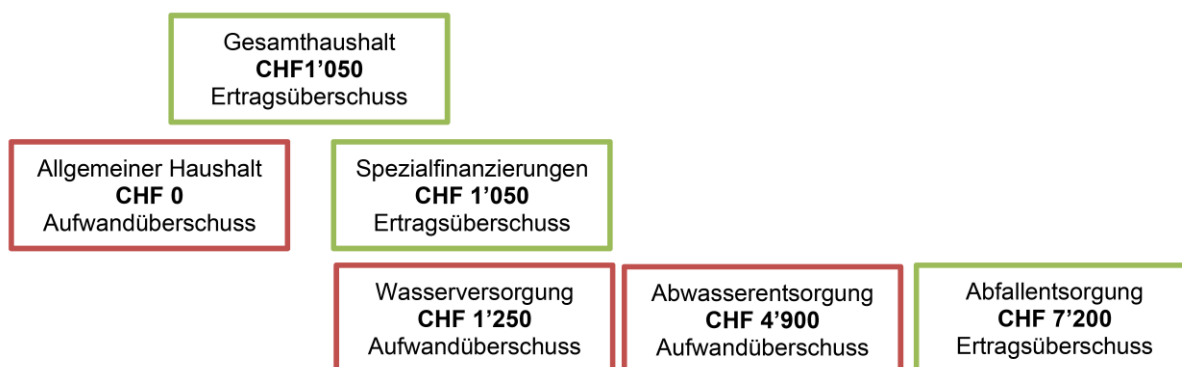 Gesamthaushalt
CHF1’050
Ertragsüberschuss
Allgemeiner Haushalt
CHF 0
Aufwandüberschuss
Spezialfinanzierungen
CHF 1’050
Ertragsüberschuss
Wasserversorgung
CHF 1’250
Aufwandüberschuss
Abwasserentsorgung
CHF 4’900
Aufwandüberschuss
Abfallentsorgung
CHF 7’200
Ertragsüberschuss